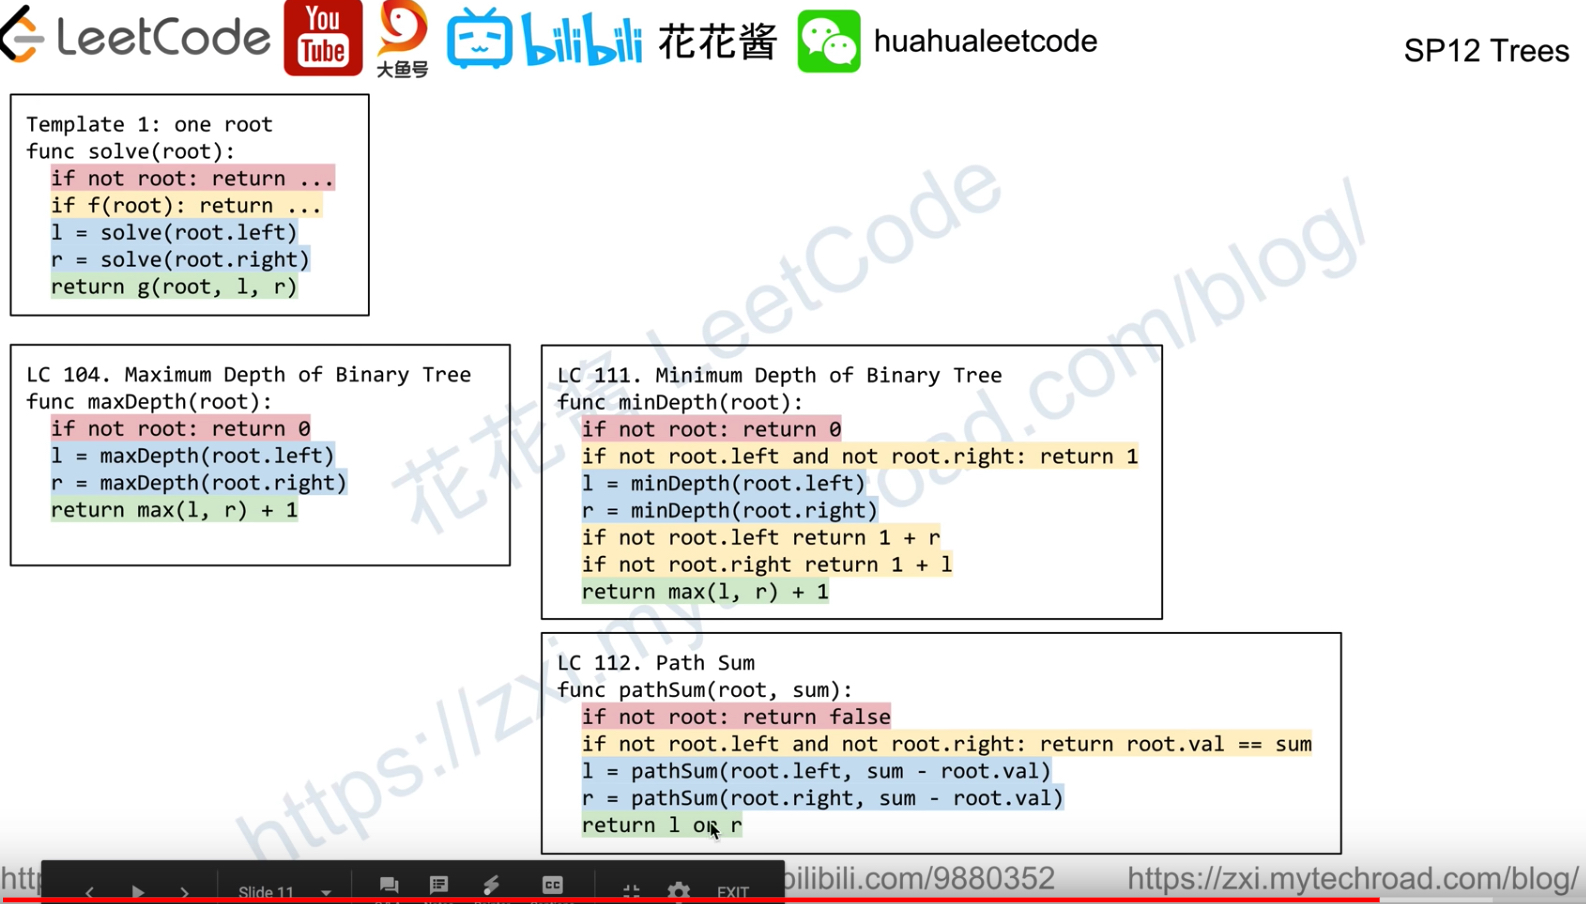 LeetCode
You
Tube
大鱼号
bilibili
花花酱
huahualeetcode
SP12 Trees
Template 1: one root
func solve(root):
if not root: return ...
if f(root): return ...
l = solve(root.left)
r = solve(root.right)
return g(root, l, r)
LC 104. Maximum Depth of Binary Tree
func maxDepth(root):
if not root: return 0
l = maxDepth(root.left)
r = maxDepth(root.right)
return max(l, r) + 1
LC 111. Minimum Depth of Binary Tree
func minDepth(root):
if not root: return 0
if not root.left and not root.right: return 1
l = minDepth(root.left)
r = minDepth(root.right)
if not root.left return 1 + r
if not root.right return 1 + l
return max(l, r) + 1
LC 112. Path Sum
func pathSum(root, sum):
if not root: return false
if not root.left and not root.right: return root.val == sum
l = pathSum(root.left, sum - root.val)
r = pathSum(root.right, sum - root.val)
return l or r
花花酱 LeetCode
https://zxi.mytechroad.com/blog/
htt
ilibili.com/9880352
https://zxi.mytechroad.com/blog/
Slide 11
CC
EXIT